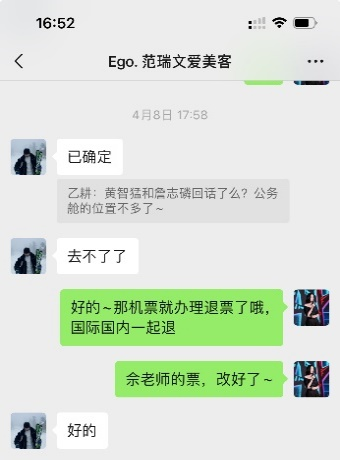 16:52
Ego. 范瑞文爱美客
4月8日 17:58
已确定
乙耕：黄智猛和詹志磷回话了么？公务
舱的位置不多了~
去不了了
好的~那机票就办理退票了哦，
国际国内一起退
佘老师的票，改好了~
好的